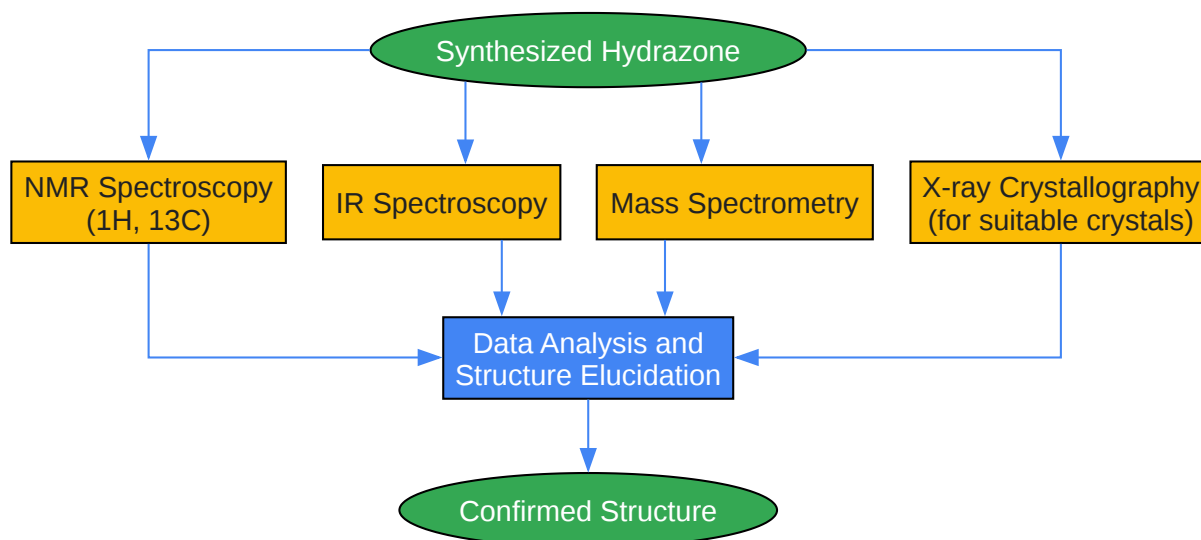 Synthesized Hydrazone
NMR Spectroscopy
(1H, 13C)
IR Spectroscopy
Mass Spectrometry
X-ray Crystallography
(for suitable crystals)
Data Analysis and
Structure Elucidation
Confirmed Structure